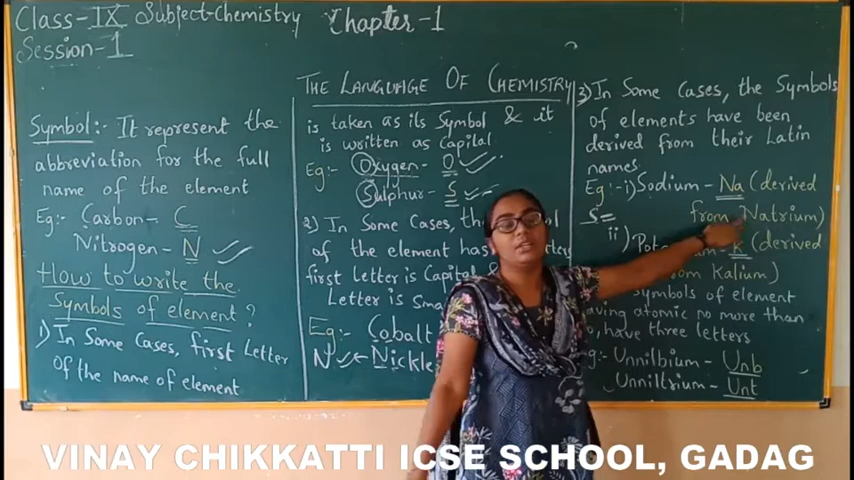 Class-IX Subject-Chemistry Chapter-1
Session-1
THE LANGUAGE OF CHEMISTRY
Symbol:- It represent the
abbreviation for the full
name of the element
Eg:- Carbon- C
Nitrogen- N
How to write the
Symbols of element?
1) In Some Cases, first Letter
of the name of element
is taken as its Symbol & it
is written as Capital
Eg:- Oxygen- O
Sulphur- S
2) In Some Cases, the
of the element has
first Letter is Capital
Letter is
Eg:- Cobalt
N Nickle
3) In Some Cases, the Symbols
of elements have been
derived from their Latin
names
Eg:- i) Sodium - Na (derived
S= from Natrium)
ii) K (derived
Kalium)
symbols of element
having atomic no more than
have three letters
Eg:- Unnilbium- Unb
Unniltrium- Unt
VINAY CHIKKATTI ICSE SCHOOL, GADAG